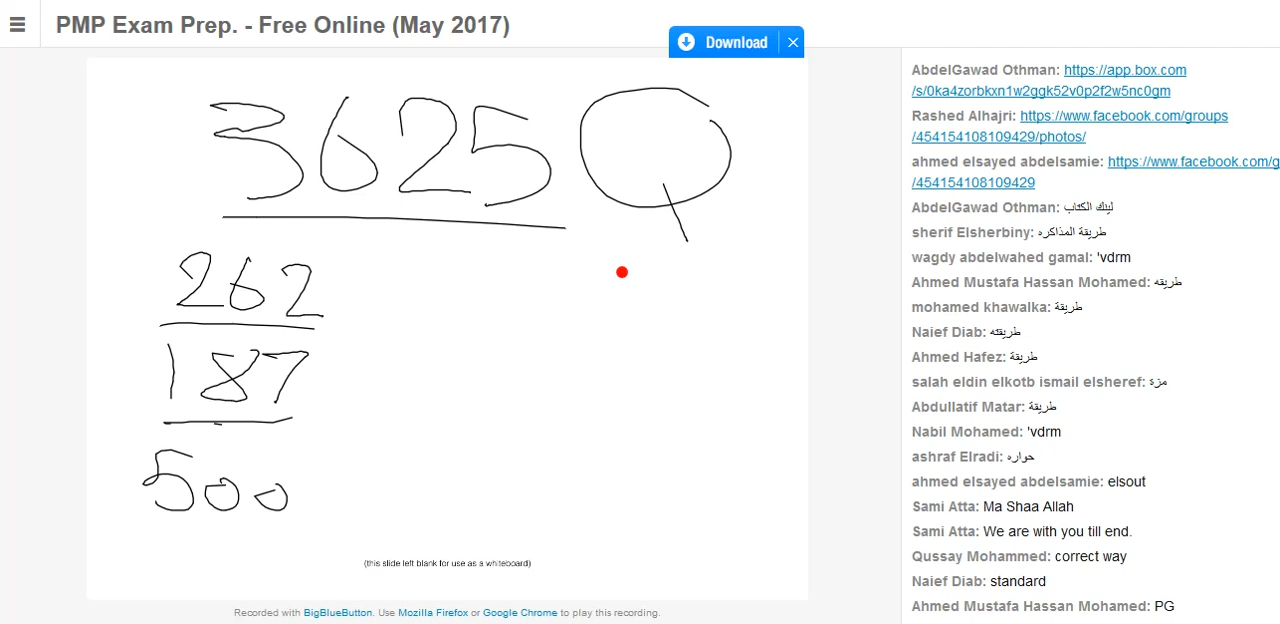 PMP Exam Prep. - Free Online (May 2017)
Download
3625 Q
262
187
500
(this slide left blank for use as a whiteboard)
Recorded with BigBlueButton. Use Mozilla Firefox or Google Chrome to play this recording.
AbdelGawad Othman: https://app.box.com
/s/0ka4zorbkxn1w2ggk52v0p2f2w5nc0gm
Rashed Alhajri: https://www.facebook.com/groups
/454154108109429/photos/
ahmed elsayed abdelsamie: https://www.facebook.com/g
/454154108109429
AbdelGawad Othman: لينك الكتاب
sherif Elsherbiny: طريقة المذاكره
wagdy abdelwahed gamal: 'vdrm
Ahmed Mustafa Hassan Mohamed: طريقه
mohamed khawalka: طريقة
Naief Diab: طريقته
Ahmed Hafez: طريقة
salah eldin elkotb ismail elsheref: مزة
Abdullatif Matar: طريقة
Nabil Mohamed: 'vdrm
ashraf Elradi: حواره
ahmed elsayed abdelsamie: elsout
Sami Atta: Ma Shaa Allah
Sami Atta: We are with you till end.
Qussay Mohammed: correct way
Naief Diab: standard
Ahmed Mustafa Hassan Mohamed: PG